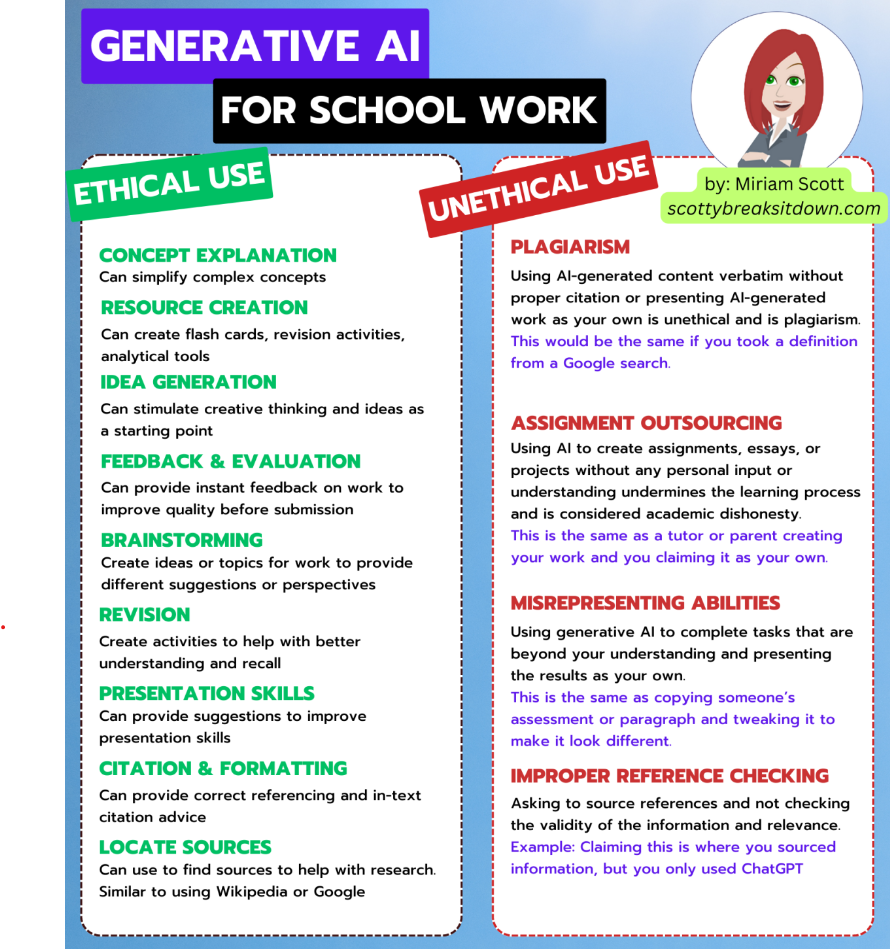 GENERATIVE AI
FOR SCHOOL WORK
by: Miriam Scott
scottybreaksitdown.com
ETHICAL USE
CONCEPT EXPLANATION
Can simplify complex concepts
RESOURCE CREATION
Can create flash cards, revision activities,
analytical tools
IDEA GENERATION
Can stimulate creative thinking and ideas as
a starting point
FEEDBACK & EVALUATION
Can provide instant feedback on work to
improve quality before submission
BRAINSTORMING
Create ideas or topics for work to provide
different suggestions or perspectives
REVISION
Create activities to help with better
understanding and recall
PRESENTATION SKILLS
Can provide suggestions to improve
presentation skills
CITATION & FORMATTING
Can provide correct referencing and in-text
citation advice
LOCATE SOURCES
Can use to find sources to help with research.
Similar to using Wikipedia or Google
UNETHICAL USE
PLAGIARISM
Using AI-generated content verbatim without
proper citation or presenting AI-generated
work as your own is unethical and is plagiarism.
This would be the same if you took a definition
from a Google search.
ASSIGNMENT OUTSOURCING
Using AI to create assignments, essays, or
projects without any personal input or
understanding undermines the learning process
and is considered academic dishonesty.
This is the same as a tutor or parent creating
your work and you claiming it as your own.
MISREPRESENTING ABILITIES
Using generative AI to complete tasks that are
beyond your understanding and presenting
the results as your own.
This is the same as copying someone's
assessment or paragraph and tweaking it to
make it look different.
IMPROPER REFERENCE CHECKING
Asking to source references and not checking
the validity of the information and relevance.
Example: Claiming this is where you sourced
information, but you only used ChatGPT